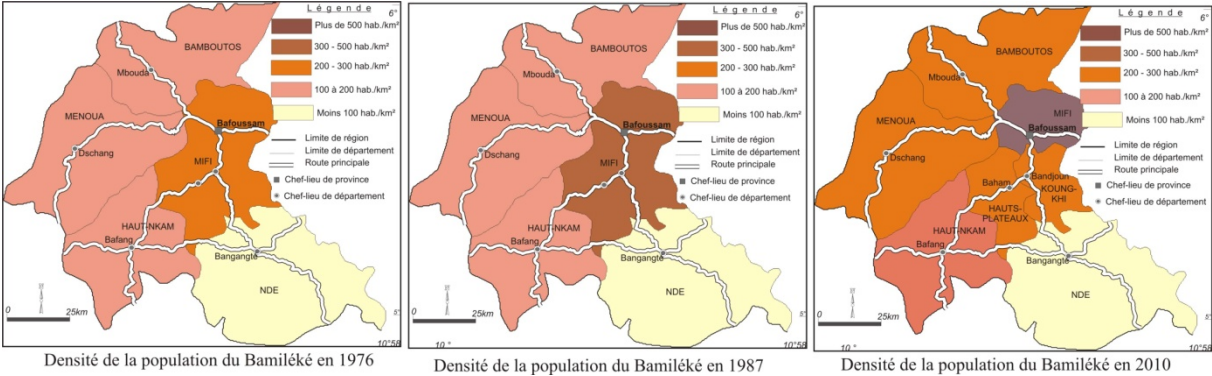 Légende
Plus de 500 hab./km²
300 - 500 hab./km²
200 - 300 hab./km²
100 à 200 hab./km²
Moins 100 hab./km²
Limite de région
Limite de département
Route principale
Chef-lieu de province
Chef-lieu de département
6°
BAMBOUTOS
Mbouda
MENOUA
Bafoussam
Dschang
MIFI
HAUT-NKAM
Bafang
Bangangté
NDE
0 25km
5°
10°58
Densité de la population du Bamiléké en 1976
Légende
Plus de 500 hab./km²
300 - 500 hab./km²
200 - 300 hab./km²
100 à 200 hab./km²
Moins 100 hab./km²
Limite de région
Limite de département
Route principale
Chef-lieu de province
Chef-lieu de département
6°
BAMBOUTOS
Mbouda
MENOUA
Bafoussam
Dschang
MIFI
HAUT-NKAM
Bafang
Bangangté
NDE
0 25km
5°
10° 10°58
Densité de la population du Bamiléké en 1987
Légende
Plus de 500 hab./km²
300 - 500 hab./km²
200 - 300 hab./km²
100 à 200 hab./km²
Moins 100 hab./km²
Limite de région
Limite de département
Route principale
Chef-lieu de province
Chef-lieu de département
6°
BAMBOUTOS
Mbouda
MENOUA
MIFI
Bafoussam
Dschang
Bandjoun
Baham
KOUNG-
KHI
HAUTS-
PLATEAUX
HAUT-NKAM
Bafang
Bangangté
NDE
0 25km
5°
10° 10°58
Densité de la population du Bamiléké en 2010